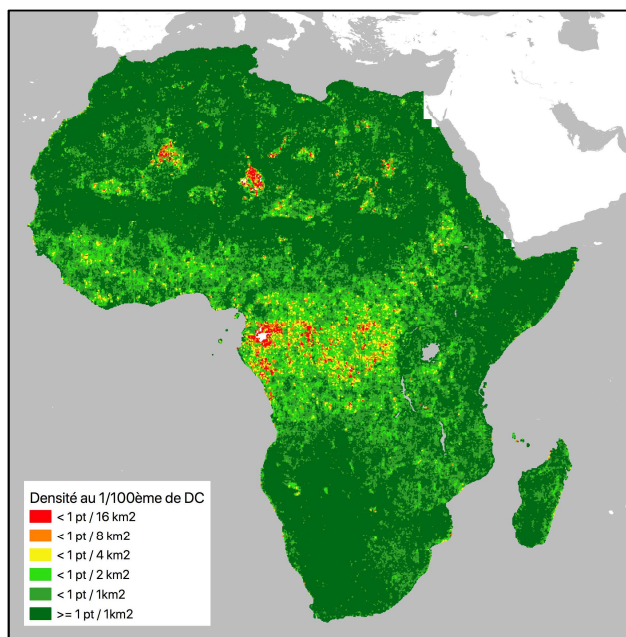 Densité au 1/100ème de DC
< 1 pt / 16 km2
< 1 pt / 8 km2
< 1 pt / 4 km2
< 1 pt / 2 km2
< 1 pt / 1km2
>= 1 pt / 1km2